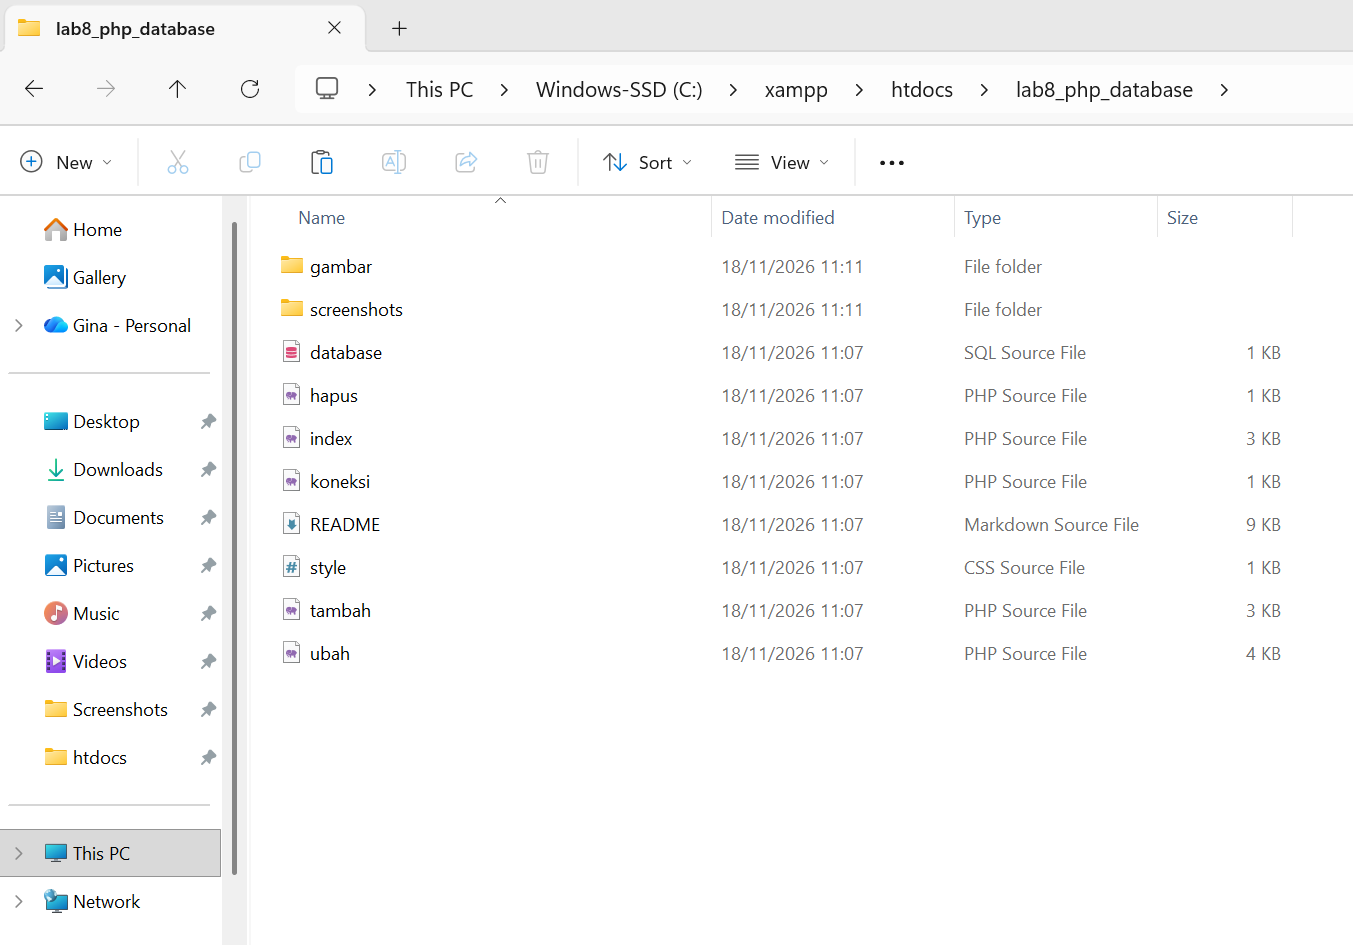 lab8_php_database
This PC Windows-SSD (C:) xampp htdocs lab8_php_database
New Sort View
Home
Gallery
Gina - Personal
Desktop
Downloads
Documents
Pictures
Music
Videos
Screenshots
htdocs
This PC
Network
Name Date modified Type Size
gambar 18/11/2026 11:11 File folder
screenshots 18/11/2026 11:11 File folder
database 18/11/2026 11:07 SQL Source File 1 KB
hapus 18/11/2026 11:07 PHP Source File 1 KB
index 18/11/2026 11:07 PHP Source File 3 KB
koneksi 18/11/2026 11:07 PHP Source File 1 KB
README 18/11/2026 11:07 Markdown Source File 9 KB
style 18/11/2026 11:07 CSS Source File 1 KB
tambah 18/11/2026 11:07 PHP Source File 3 KB
ubah 18/11/2026 11:07 PHP Source File 4 KB